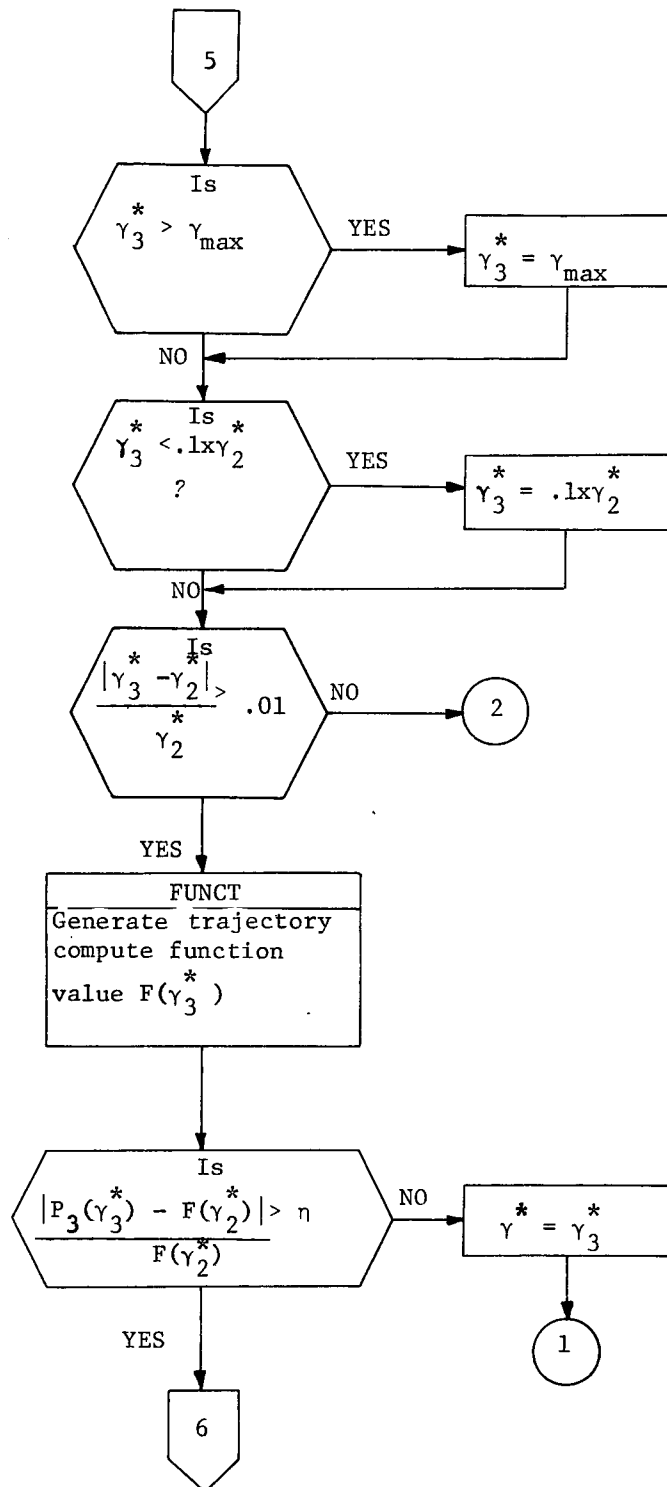 5
Is
γ₃* > γmax
YES
γ₃* = γmax
NO
Is
γ₃* < .1xγ₂*
?
YES
γ₃* = .1xγ₂*
NO
Is
|γ₃* - γ₂*| / γ₂* > .01
NO
2
YES
FUNCT
Generate trajectory
compute function
value F(γ₃*)
Is
|P₃(γ₃*) - F(γ₂*)| / F(γ₂*) > η
NO
γ* = γ₃*
YES
1
6